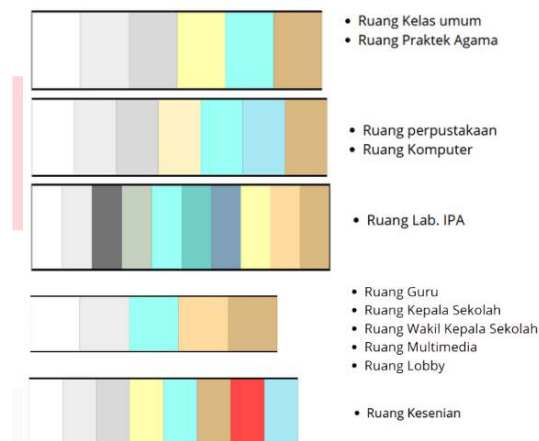 • Ruang Kelas umum
• Ruang Praktek Agama
• Ruang perpustakaan
• Ruang Komputer
• Ruang Lab. IPA
• Ruang Guru
• Ruang Kepala Sekolah
• Ruang Wakil Kepala Sekolah
• Ruang Multimedia
• Ruang Lobby
• Ruang Kesenian